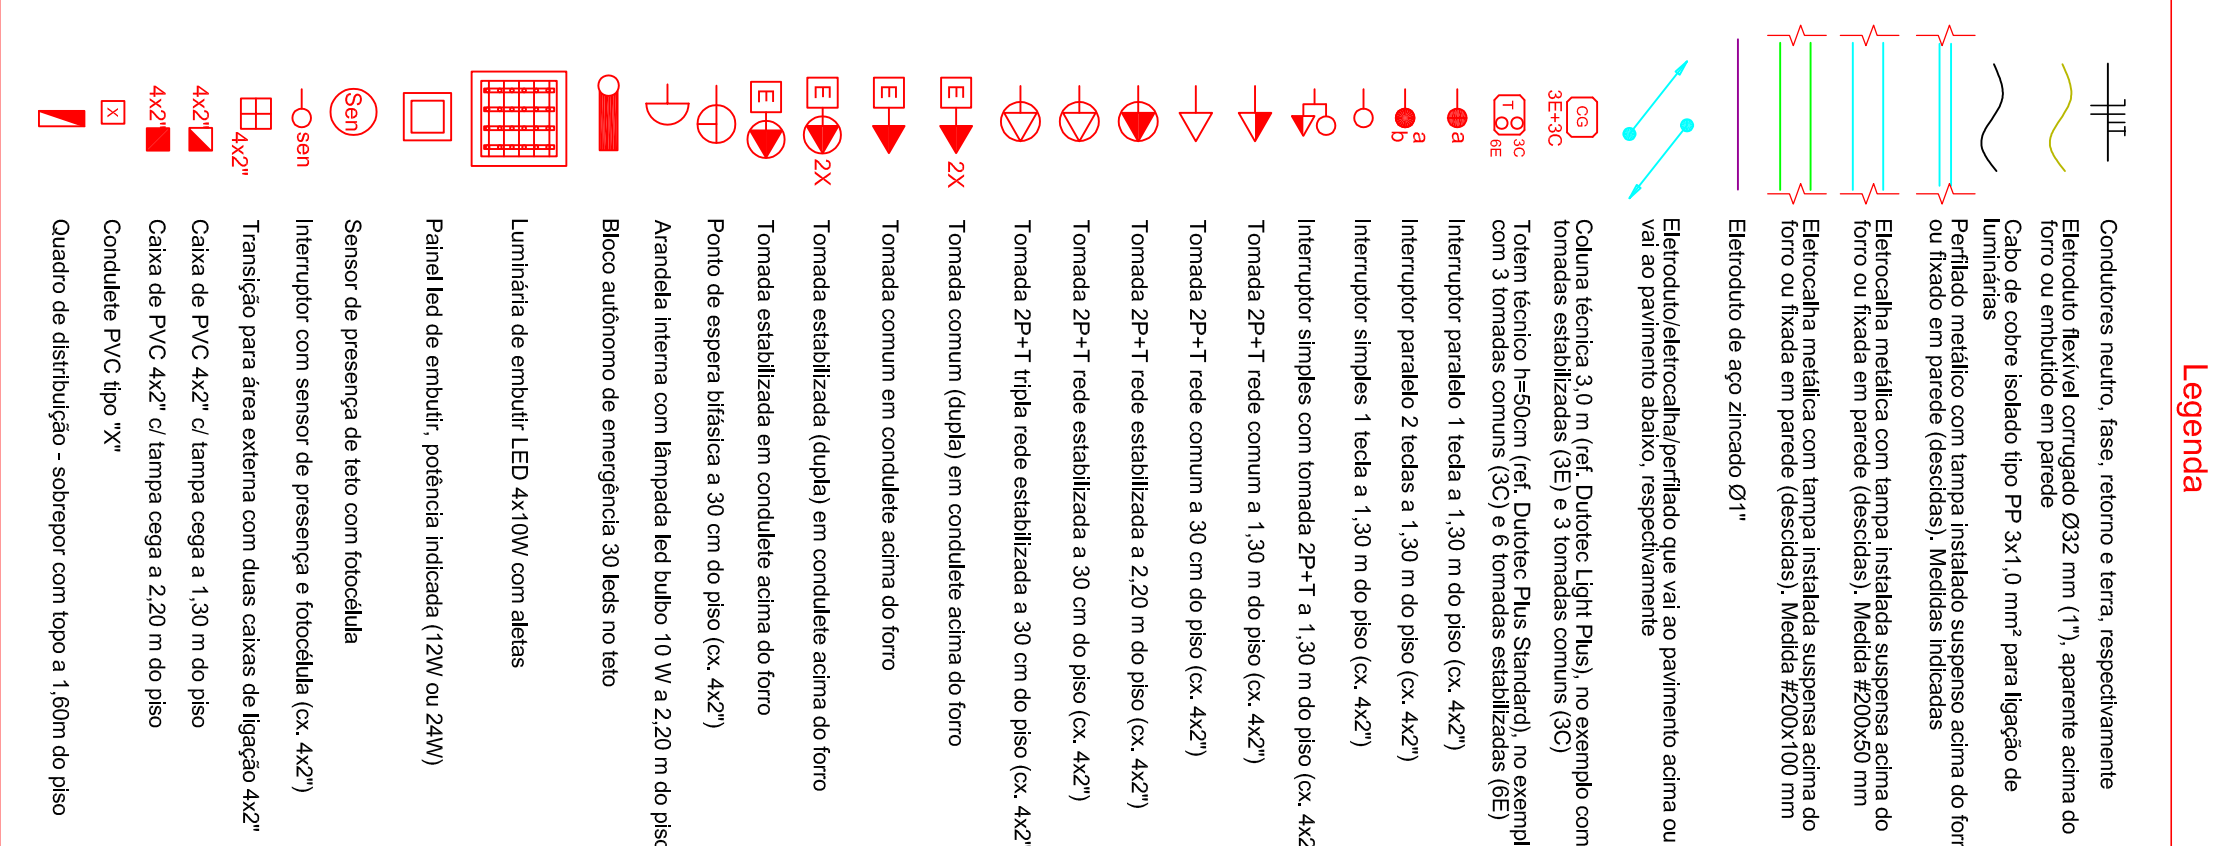 Legenda
Condutores neutro, fase, retorno e terra, respectivamente
Eletroduto flexível corrugado Ø32 mm (1"), aparente acima do
forro ou embutido em parede
Cabo de cobre isolado tipo PP 3x1,0 mm² para ligação de
luminárias
Perfilado metálico com tampa instalado suspenso acima do forr
ou fixado em parede (descidas). Medidas indicadas
Eletrocalha metálica com tampa instalada suspensa acima do
forro ou fixada em parede (descidas). Medida #200x50 mm
Eletrocalha metálica com tampa instalada suspensa acima do
forro ou fixada em parede (descidas). Medida #200x100 mm
Eletroduto de aço zincado Ø1"
Eletroduto/eletrocalha/perfilado que vai ao pavimento acima ou
vai ao pavimento abaixo, respectivamente
CG
3E+3C
Coluna técnica 3,0 m (ref. Dutotec Light Plus), no exemplo com
tomadas estabilizadas (3E) e 3 tomadas comuns (3C)
T
3C
6E
Totem técnico h=50cm (ref. Dutotec Plus Standard), no exempl
com 3 tomadas comuns (3C) e 6 tomadas estabilizadas (6E)
a
Interruptor paralelo 1 tecla a 1,30 m do piso (cx. 4x2")
a
b
Interruptor paralelo 2 teclas a 1,30 m do piso (cx. 4x2")
Interruptor simples 1 tecla a 1,30 m do piso (cx. 4x2")
Interruptor simples com tomada 2P+T a 1,30 m do piso (cx. 4x2
Tomada 2P+T rede comum a 1,30 m do piso (cx. 4x2")
Tomada 2P+T rede comum a 30 cm do piso (cx. 4x2")
Tomada 2P+T rede estabilizada a 2,20 m do piso (cx. 4x2")
Tomada 2P+T rede estabilizada a 30 cm do piso (cx. 4x2")
Tomada 2P+T tripla rede estabilizada a 30 cm do piso (cx. 4x2"
E
2X
Tomada comum (dupla) em condulete acima do forro
E
Tomada comum em condulete acima do forro
E
2X
Tomada estabilizada (dupla) em condulete acima do forro
E
Tomada estabilizada em condulete acima do forro
Ponto de espera bifásica a 30 cm do piso (cx. 4x2")
Arandela interna com lâmpada led bulbo 10 W a 2,20 m do piso
Bloco autônomo de emergência 30 leds no teto
Luminária de embutir LED 4x10W com aletas
Painel led de embutir, potência indicada (12W ou 24W)
Sen
Sensor de presença de teto com fotocélula
sen
Interruptor com sensor de presença e fotocélula (cx. 4x2")
4x2"
Transição para área externa com duas caixas de ligação 4x2"
4x2"
Caixa de PVC 4x2" c/ tampa cega a 1,30 m do piso
4x2"
Caixa de PVC 4x2" c/ tampa cega a 2,20 m do piso
X
Condulete PVC tipo "X"
Quadro de distribuição - sobrepor com topo a 1,60m do piso